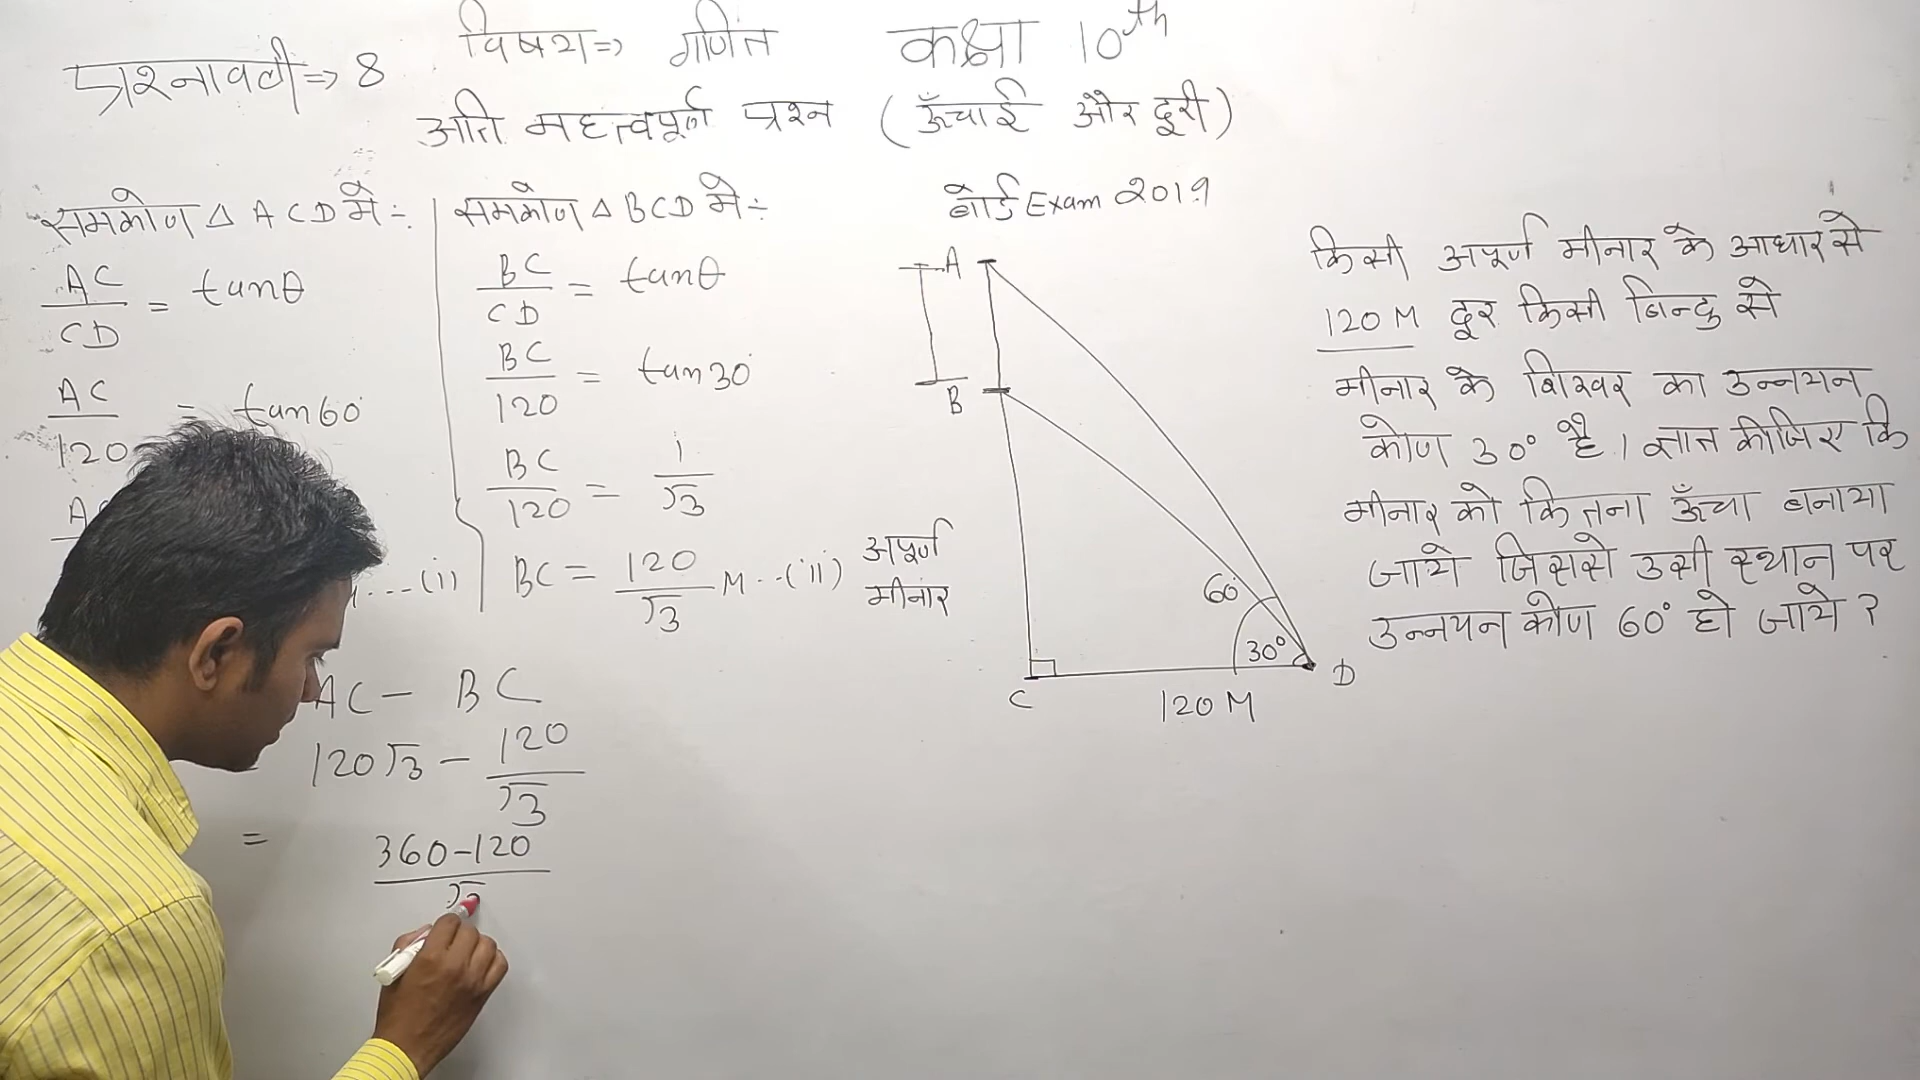 प्रश्नावली⇒ 8
विषय⇒ गणित कक्षा 10th
अति महत्वपूर्ण प्रश्न (ऊँचाई और दूरी)
समकोण △ ACD मे÷
AC/CD = tanθ
AC/120 = tan60°
...(i)
समकोण △ BCD मे÷
BC/CD = tanθ
BC/120 = tan30°
BC/120 = 1/√3
BC = 120/√3 M ..(ii) अपूर्ण
मीनार
AC - BC
120√3 - 120/√3
= 360-120/√3
बोर्ड Exam 2019
A
B
60°
30°
C
D
120 M
किसी अपूर्ण मीनार के आधार से
120 M दूर किसी बिन्दु से
मीनार के शिखर का उन्नयन
कोण 30° है। ज्ञात कीजिए कि
मीनार को कितना ऊँचा बनाया
जाये जिससे उसी स्थान पर
उन्नयन कोण 60° हो जाये ?